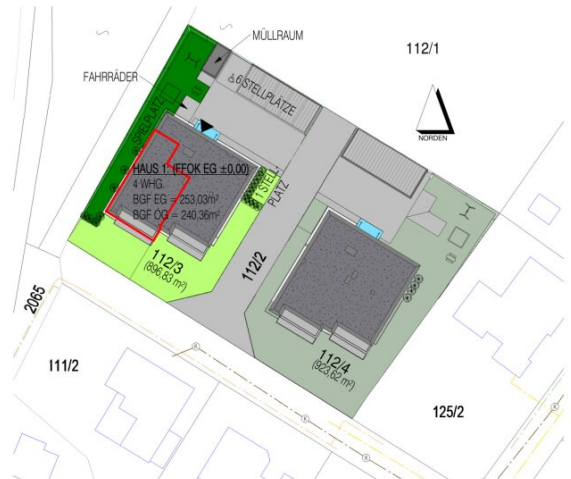 MÜLLRAUM
112/1
FAHRRÄDER
6 STELLPLÄTZE
SPIELPLATZ
NORDEN
HAUS 1: (FFOK EG ±0,00)
4 WHG.
BGF EG = 253,03m²
BGF OG = 240,36m²
1 STELL-
PLATZ
112/3
(896,83 m²)
112/2
2065
112/4
(923,62 m²)
111/2
125/2
K
K
K
K